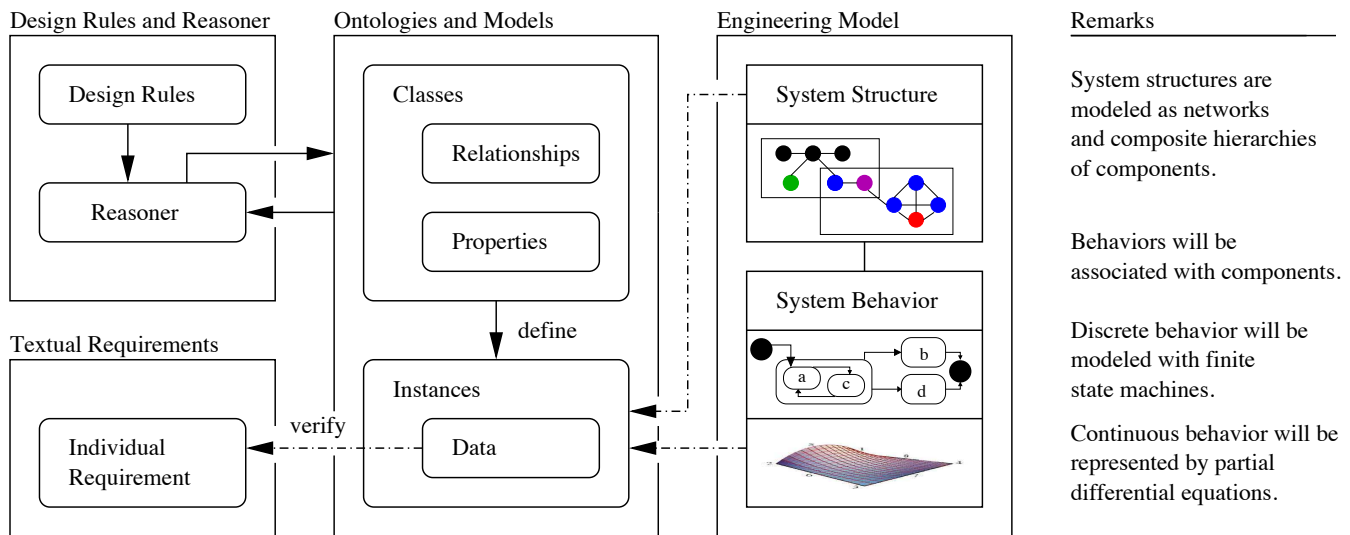 Design Rules and Reasoner
Design Rules
Reasoner
Textual Requirements
Individual
Requirement
verify
Ontologies and Models
Classes
Relationships
Properties
define
Instances
Data
Engineering Model
System Structure
System Behavior
a
c
b
d
Remarks
System structures are
modeled as networks
and composite hierarchies
of components.
Behaviors will be
associated with components.
Discrete behavior will be
modeled with finite
state machines.
Continuous behavior will be
represented by partial
differential equations.